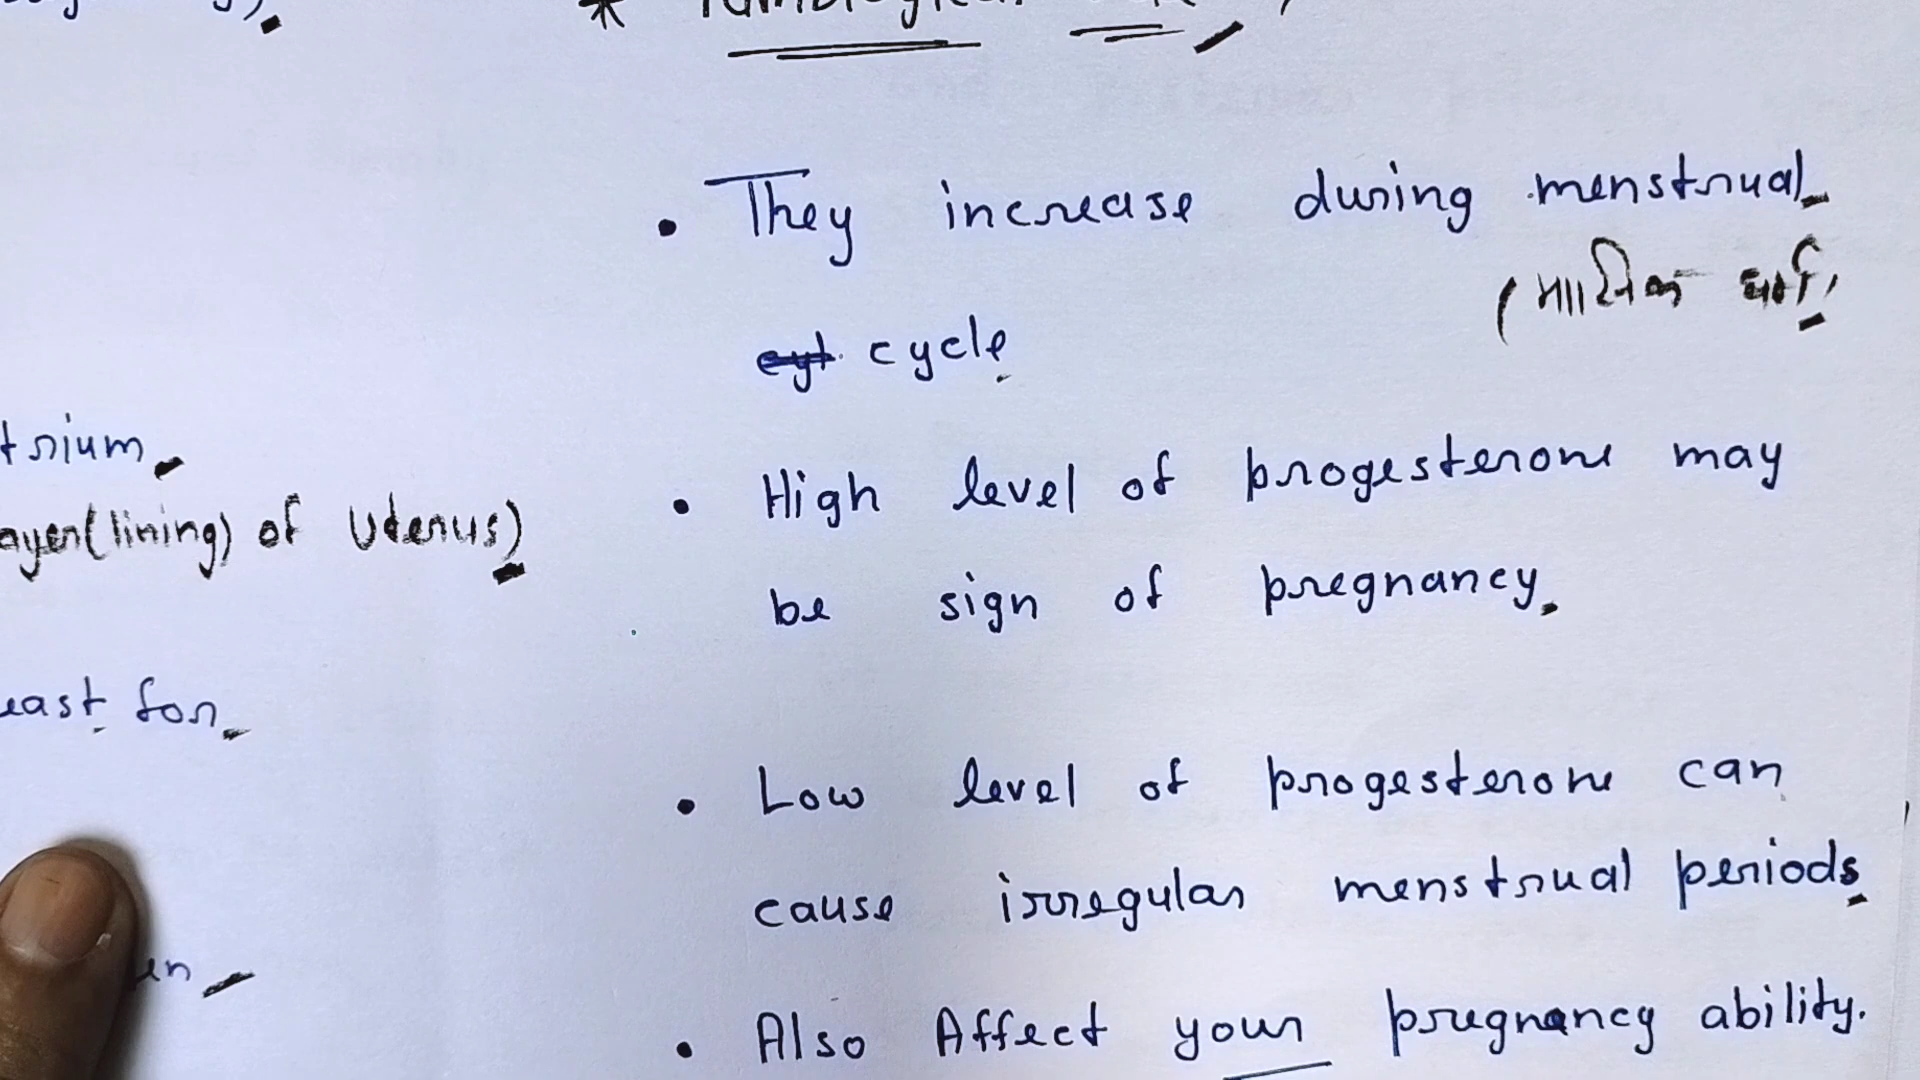 They increase during menstrual
(मासिक
cycle
High level of progesterone may
be sign of pregnancy.
Low level of progesterone can
cause irregular menstrual periods
Also Affect your pregnancy ability.
trium
ayer(lining) of Uterus)
east for
en